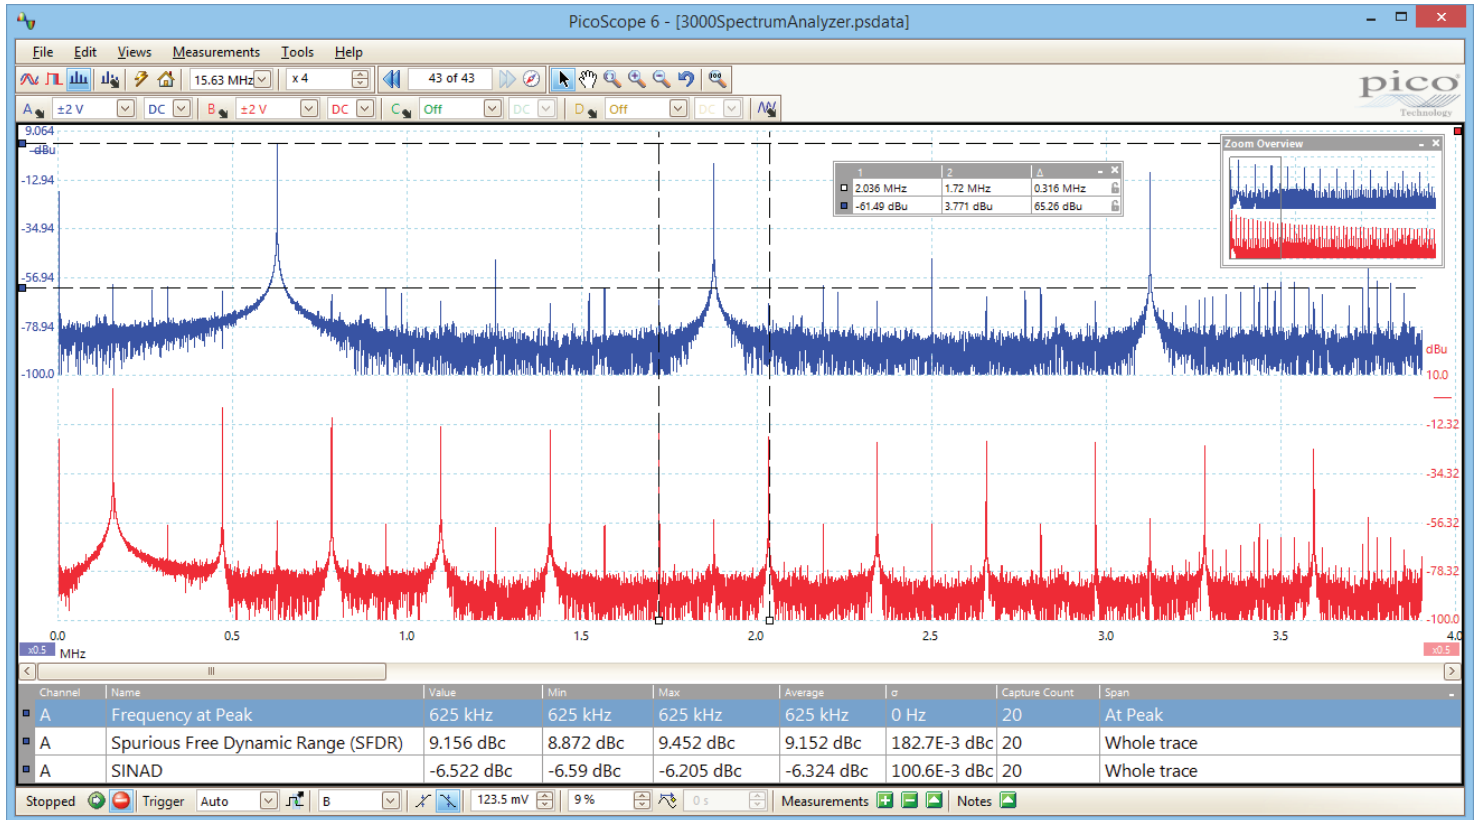 PicoScope 6 - [3000SpectrumAnalyzer.psdata]
File Edit Views Measurements Tools Help
15.63 MHz x 4 43 of 43
pico
Technology
A ±2 V DC B ±2 V DC C Off DC D Off DC
9.064
dBu
-12.94
-34.94
-56.94
-78.94
-100.0
1 2 Δ
2.036 MHz 1.72 MHz 0.316 MHz
-61.49 dBu 3.771 dBu 65.26 dBu
Zoom Overview
dBu
10.0
-12.32
-34.32
-56.32
-78.32
-100.0
0.0 0.5 1.0 1.5 2.0 2.5 3.0 3.5 4.0
x0.5 MHz x0.5
Channel Name Value Min Max Average σ Capture Count Span
A Frequency at Peak 625 kHz 625 kHz 625 kHz 625 kHz 0 Hz 20 At Peak
A Spurious Free Dynamic Range (SFDR) 9.156 dBc 8.872 dBc 9.452 dBc 9.152 dBc 182.7E-3 dBc 20 Whole trace
A SINAD -6.522 dBc -6.59 dBc -6.205 dBc -6.324 dBc 100.6E-3 dBc 20 Whole trace
Stopped Trigger Auto B 123.5 mV 9 % 0 s Measurements Notes